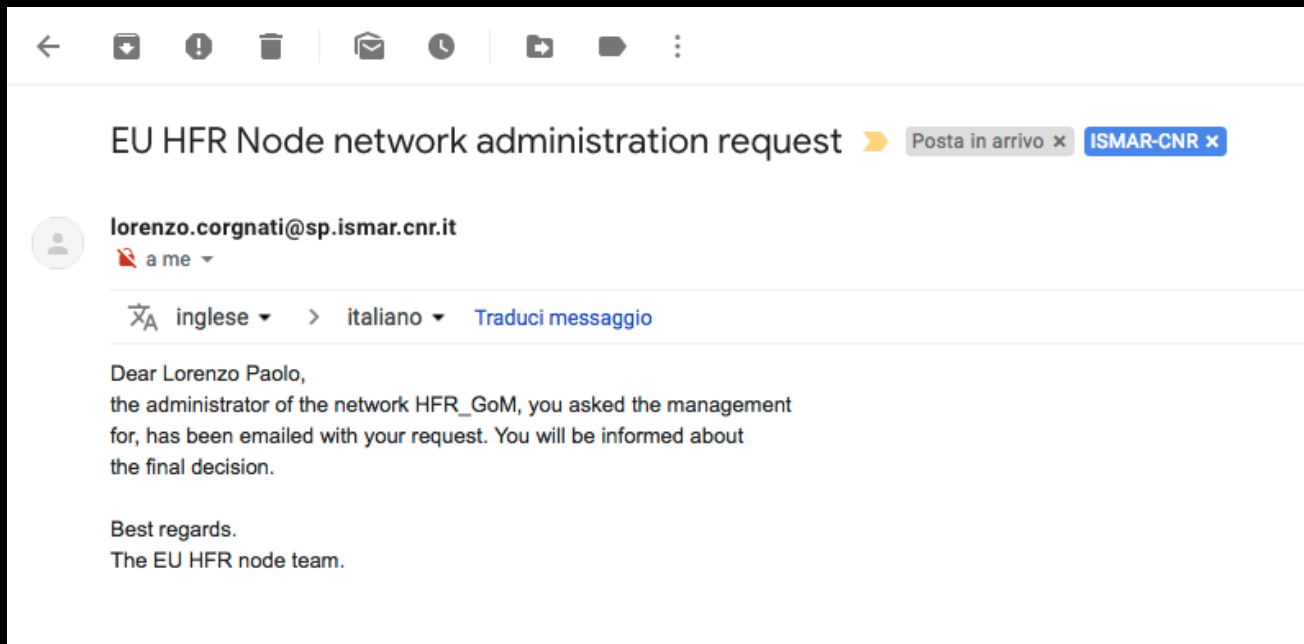 EU HFR Node network administration request Posta in arrivo × ISMAR-CNR ×
lorenzo.corgnati@sp.ismar.cnr.it
a me
inglese > italiano Traduci messaggio
Dear Lorenzo Paolo,
the administrator of the network HFR_GoM, you asked the management
for, has been emailed with your request. You will be informed about
the final decision.
Best regards.
The EU HFR node team.